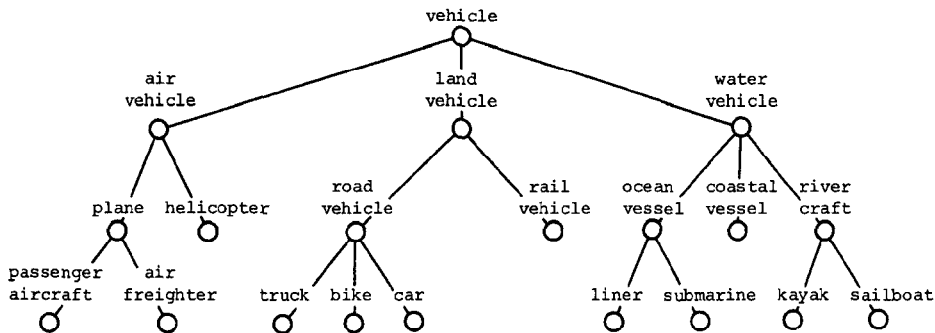 vehicle
air
vehicle
land
vehicle
water
vehicle
plane
helicopter
road
vehicle
rail
vehicle
ocean
vessel
coastal
vessel
river
craft
passenger
aircraft
air
freighter
truck
bike
car
liner
submarine
kayak
sailboat